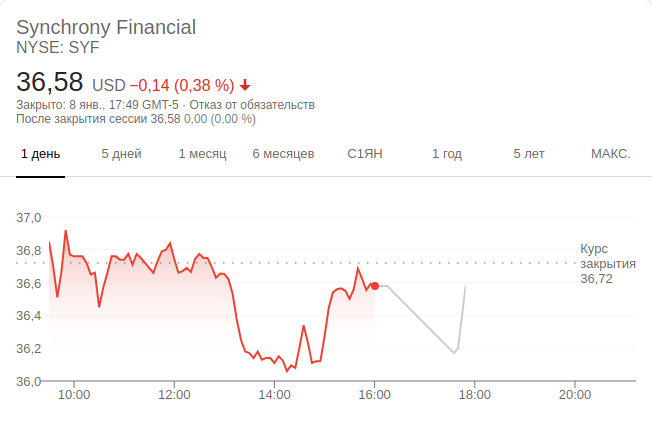 Synchrony Financial
NYSE: SYF
36,58 USD −0,14 (0,38 %)
Закрыто: 8 янв., 17:49 GMT-5 · Отказ от обязательств
После закрытия сессии 36,58 0,00 (0,00 %)
1 день 5 дней 1 месяц 6 месяцев С1ЯН 1 год 5 лет МАКС.
37,0
36,8
36,6
36,4
36,2
36,0
Курс
закрытия
36,72
10:00 12:00 14:00 16:00 18:00 20:00